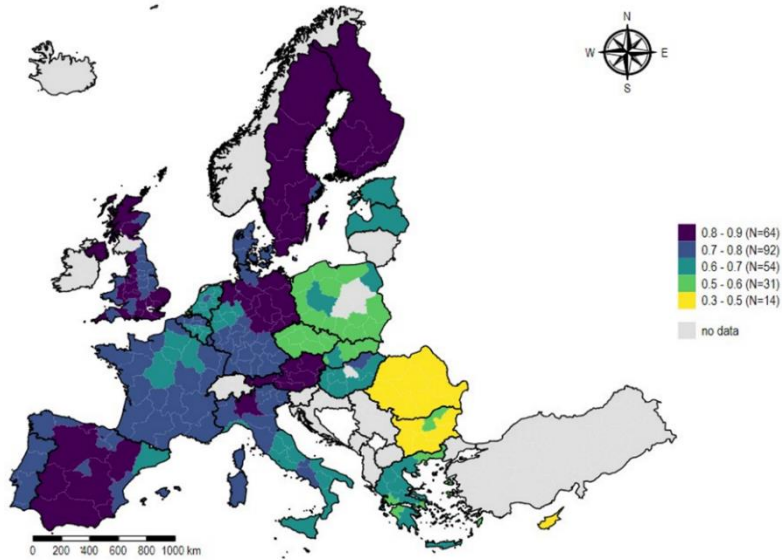 N
W E
S
0.8 - 0.9 (N=64)
0.7 - 0.8 (N=92)
0.6 - 0.7 (N=54)
0.5 - 0.6 (N=31)
0.3 - 0.5 (N=14)
no data
0 200 400 600 800 1000 km